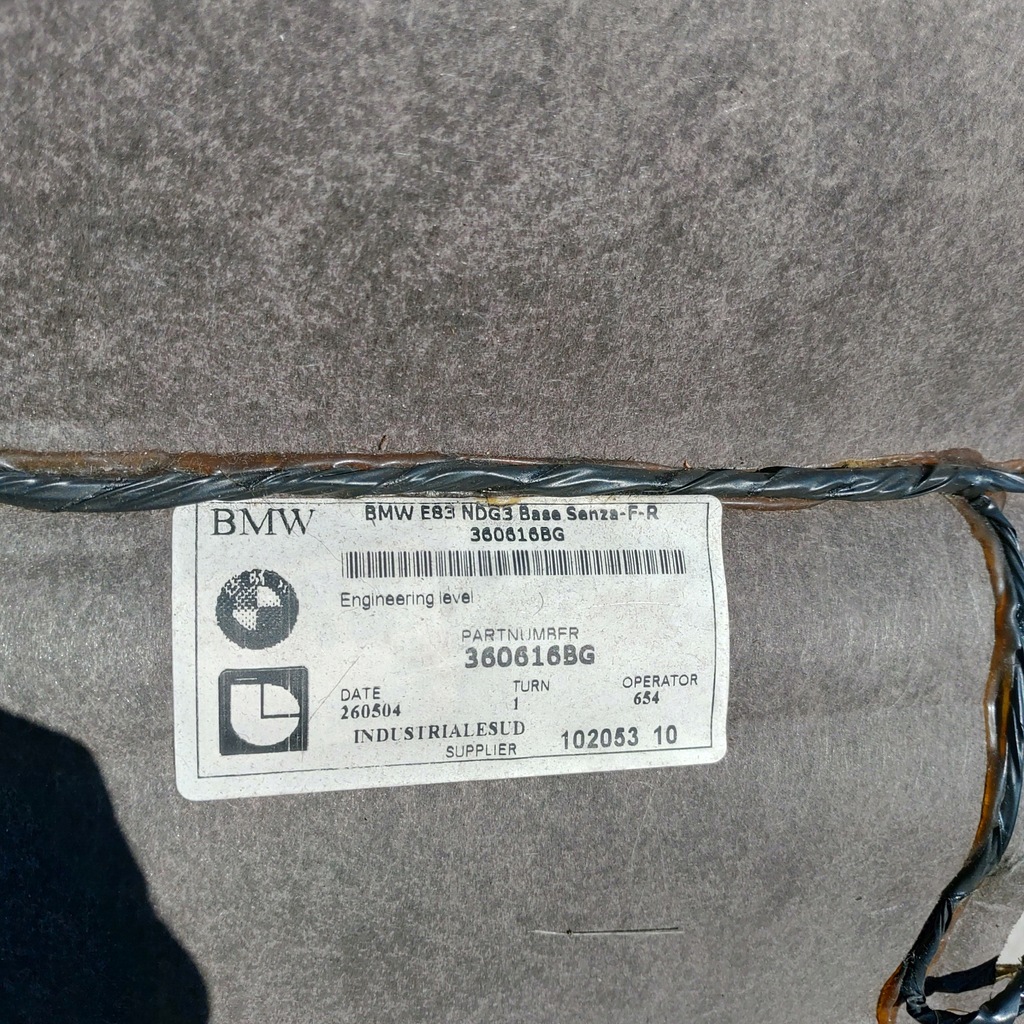 BMW
BMW E83 NDG3 Base Senza-F-R
360616BG
Engineering level
PARTNUMBER
360616BG
DATE
260504
TURN
1
OPERATOR
654
INDUSTRIALESUD
SUPPLIER
102053 10